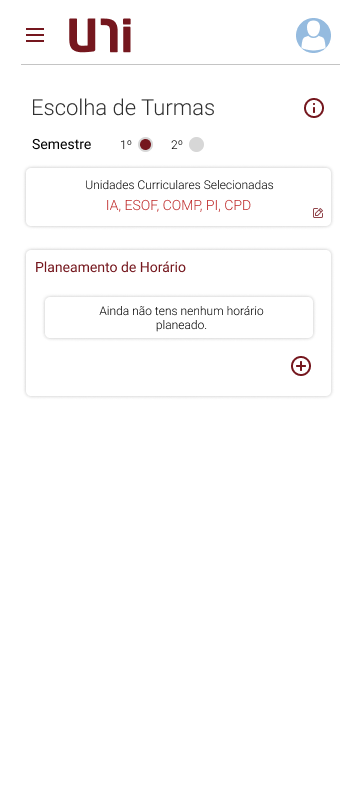 uni
Escolha de Turmas
Semestre 1º 2º
Unidades Curriculares Selecionadas
IA, ESOF, COMP, PI, CPD
Planeamento de Horário
Ainda não tens nenhum horário
planeado.